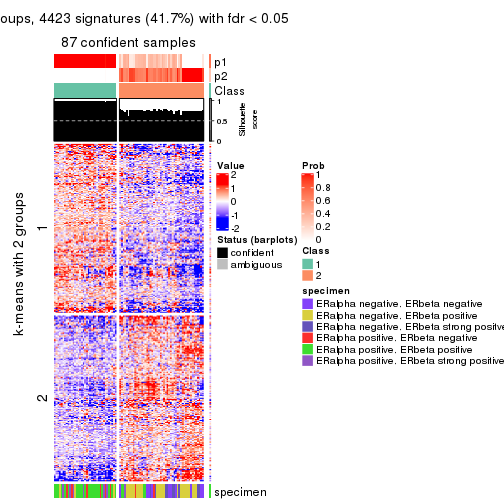 oups, 4423 signatures (41.7%) with fdr < 0.05
87 confident samples
p1
p2
Class
1
0.5
0
Silhouette
score
k-means with 2 groups
1
2
specimen
Value
2
1
0
-1
-2
Status (barplots)
confident
ambiguous
Prob
1
0.8
0.6
0.4
0.2
0
Class
1
2
specimen
ERalpha negative. ERbeta negative
ERalpha negative. ERbeta positive
ERalpha negative. ERbeta strong positive
ERalpha positive. ERbeta negative
ERalpha positive. ERbeta positive
ERalpha positive. ERbeta strong positive